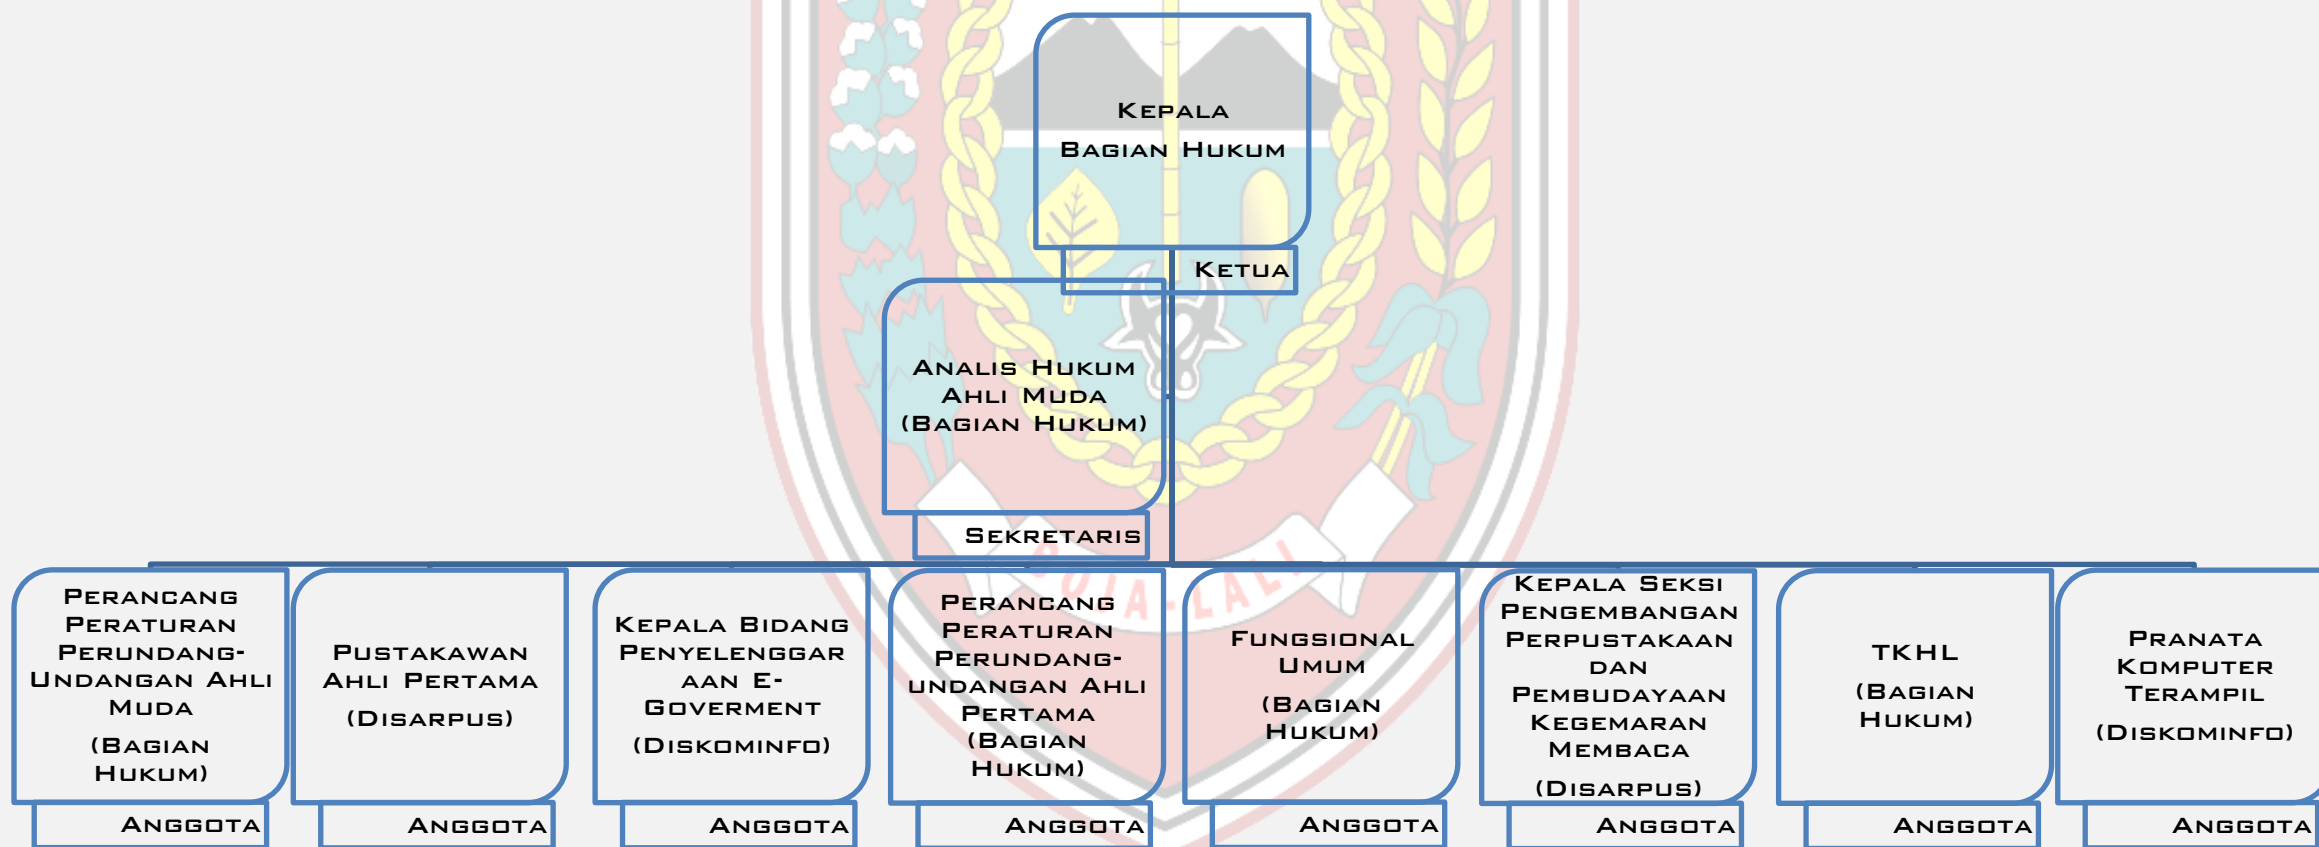 Kepala
Bagian Hukum
Ketua
Analis Hukum
Ahli Muda
(Bagian Hukum)
Sekretaris
BOJA-LALI
Perancang
Peraturan
Perundang-
Undangan Ahli
Muda
(Bagian
Hukum)
Anggota
Pustakawan
Ahli Pertama
(Disarpus)
Anggota
Kepala Bidang
Penyelenggar
aan E-
Goverment
(Diskominfo)
Anggota
Perancang
Peraturan
Perundang-
undangan Ahli
Pertama
(Bagian
Hukum)
Anggota
Fungsional
Umum
(Bagian
Hukum)
Anggota
Kepala Seksi
Pengembangan
Perpustakaan
dan
Pembudayaan
Kegemaran
Membaca
(Disarpus)
Anggota
TKHL
(Bagian
Hukum)
Anggota
Pranata
Komputer
Terampil
(Diskominfo)
Anggota